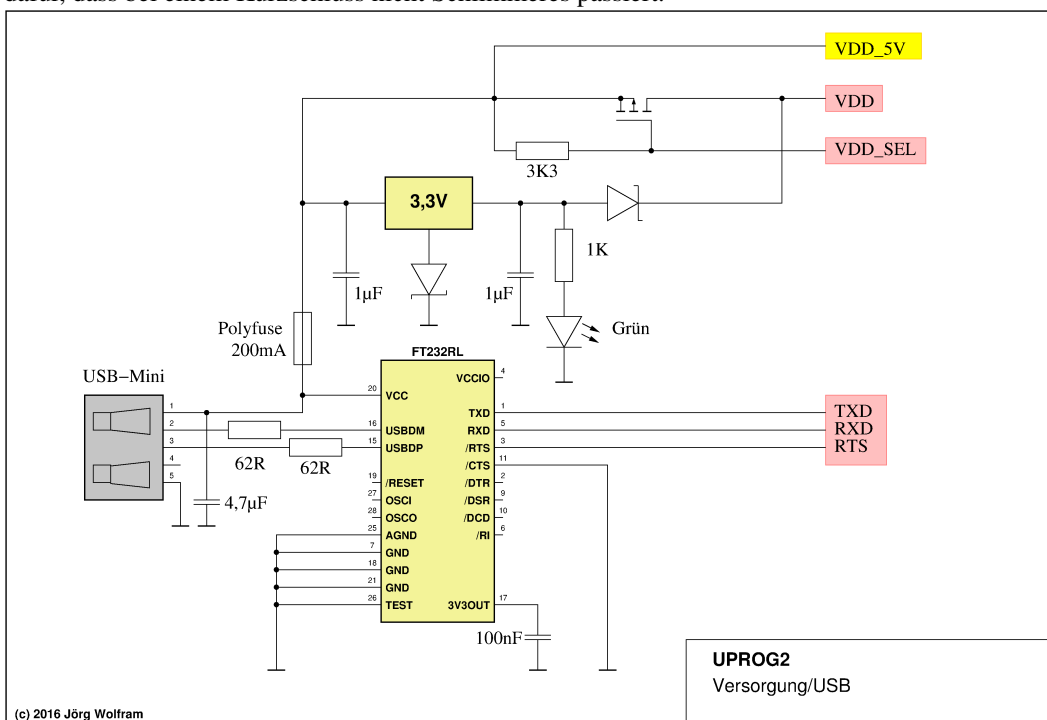 dafür, dass bei einem Kurzschluss nicht Schlimmeres passiert.
VDD_5V
VDD
VDD_SEL
3K3
3,3V
1K
1µF
1µF
Grün
Polyfuse
200mA
FT232RL
USB−Mini
1
2
3
4
5
62R
62R
4,7µF
20 VCC
16 USBDM
15 USBDP
19 /RESET
27 OSCI
28 OSCO
25 AGND
7 GND
18 GND
21 GND
26 TEST
VCCIO 4
TXD 1
RXD 5
/RTS 3
/CTS 11
/DTR 2
/DSR 9
/DCD 10
/RI 6
3V3OUT 17
100nF
TXD
RXD
RTS
UPROG2
Versorgung/USB
(c) 2016 Jörg Wolfram